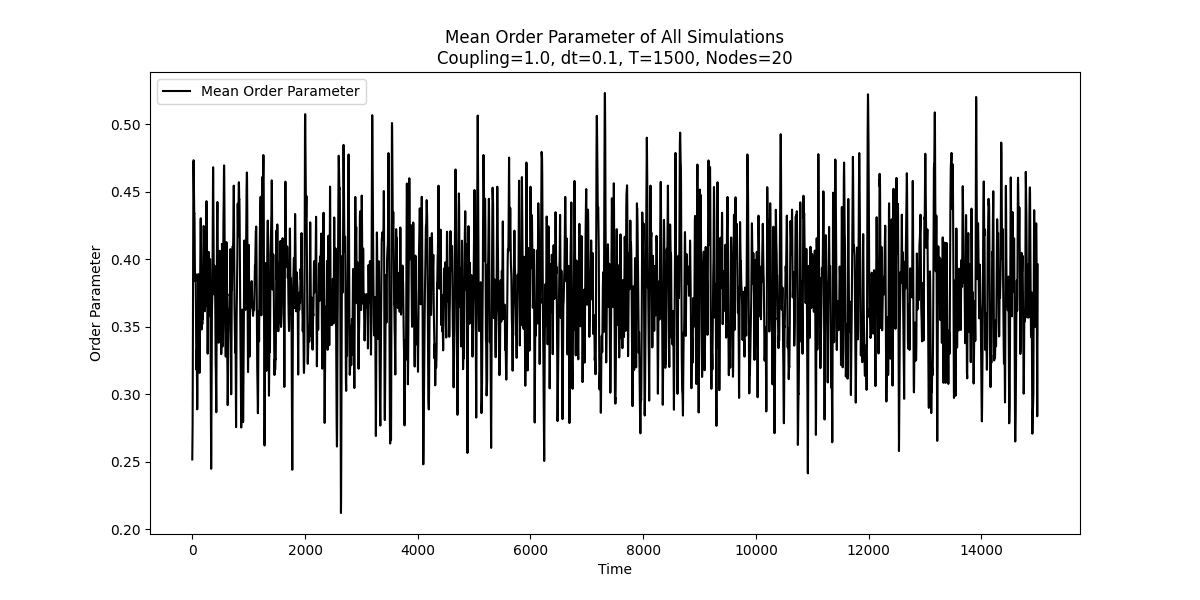 Mean Order Parameter of All Simulations
Coupling=1.0, dt=0.1, T=1500, Nodes=20
Mean Order Parameter
Order Parameter
0.50
0.45
0.40
0.35
0.30
0.25
0.20
0 2000 4000 6000 8000 10000 12000 14000
Time